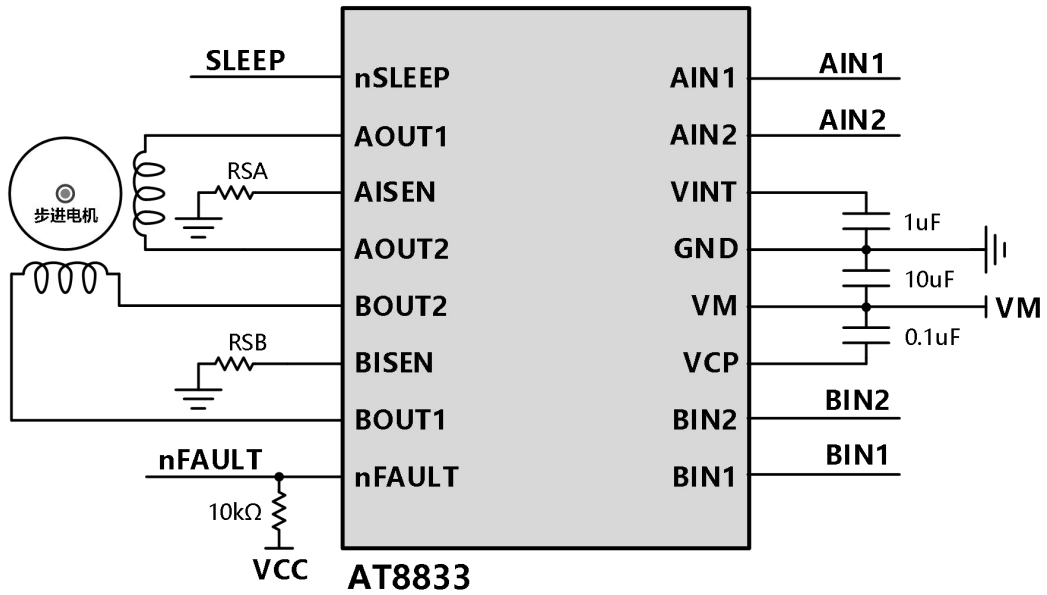 SLEEP
nSLEEP
AIN1
AIN1
AOUT1
AIN2
AIN2
RSA
AISEN
VINT
步进电机
1uF
AOUT2
GND
10uF
BOUT2
VM
VM
RSB
0.1uF
BISEN
VCP
BOUT1
BIN2
BIN2
nFAULT
nFAULT
BIN1
BIN1
10kΩ
VCC
AT8833